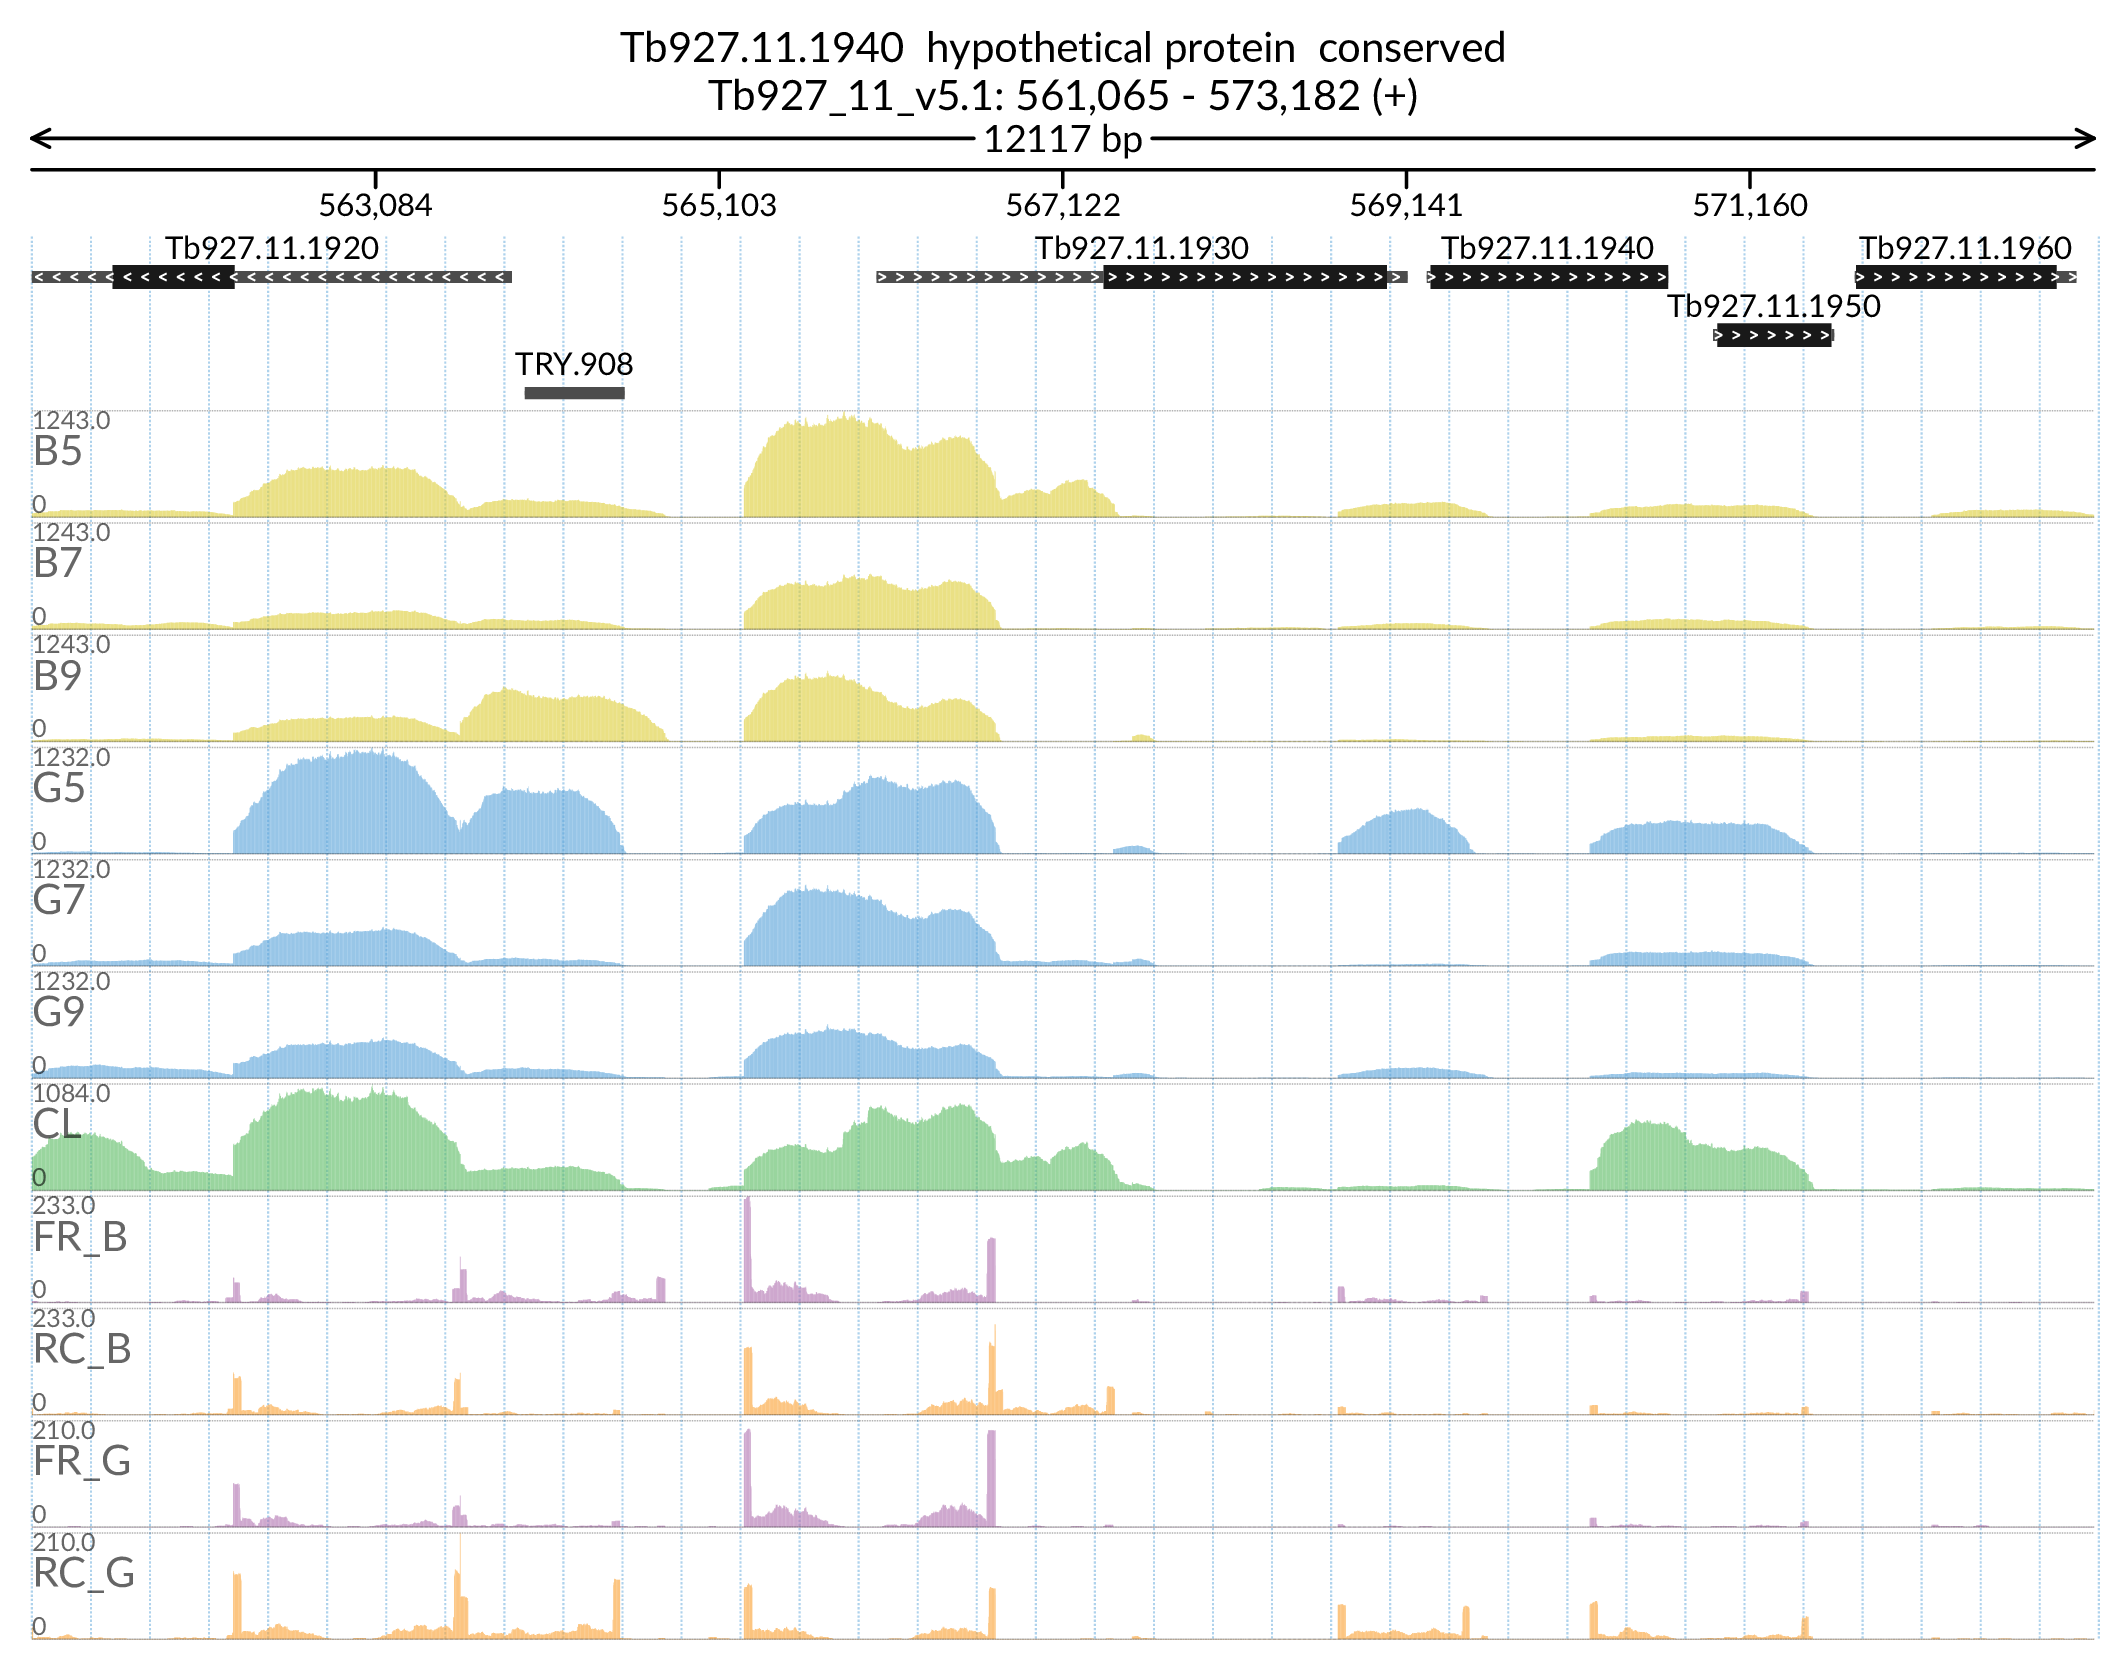 Tb927.11.1940 hypothetical protein conserved
Tb927_11_v5.1: 561,065 - 573,182 (+)
12117 bp
563,084 565,103 567,122 569,141 571,160
Tb927.11.1920 Tb927.11.1930 Tb927.11.1940 Tb927.11.1960
Tb927.11.1950
TRY.908
1243.0
B5
0
1243.0
B7
0
1243.0
B9
0
1232.0
G5
0
1232.0
G7
0
1232.0
G9
0
1084.0
CL
0
233.0
FR_B
0
233.0
RC_B
0
210.0
FR_G
0
210.0
RC_G
0